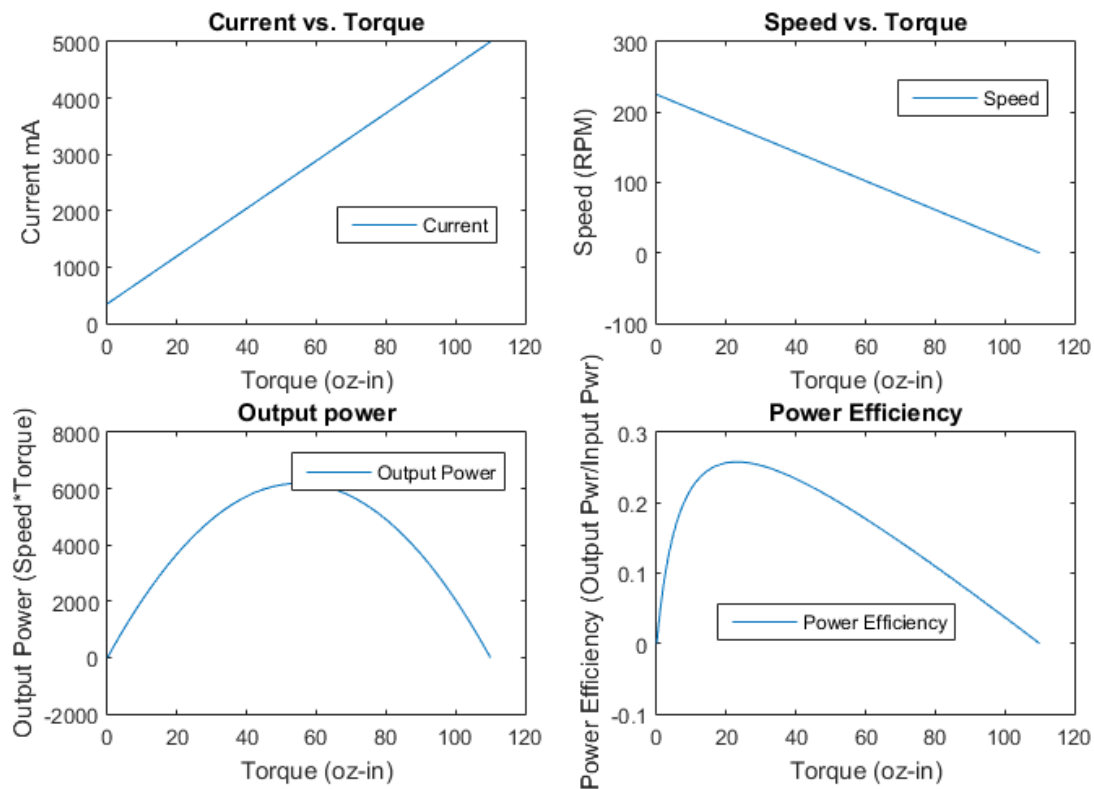 Current vs. Torque
Current mA
5000
4000
3000
2000
1000
0
Current
0 20 40 60 80 100 120
Torque (oz-in)
Speed vs. Torque
Speed (RPM)
300
200
100
0
-100
Speed
0 20 40 60 80 100 120
Torque (oz-in)
Output power
Output Power (Speed*Torque)
8000
6000
4000
2000
0
-2000
Output Power
0 20 40 60 80 100 120
Torque (oz-in)
Power Efficiency
Power Efficiency (Output Pwr/Input Pwr)
0.3
0.2
0.1
0
-0.1
Power Efficiency
0 20 40 60 80 100 120
Torque (oz-in)